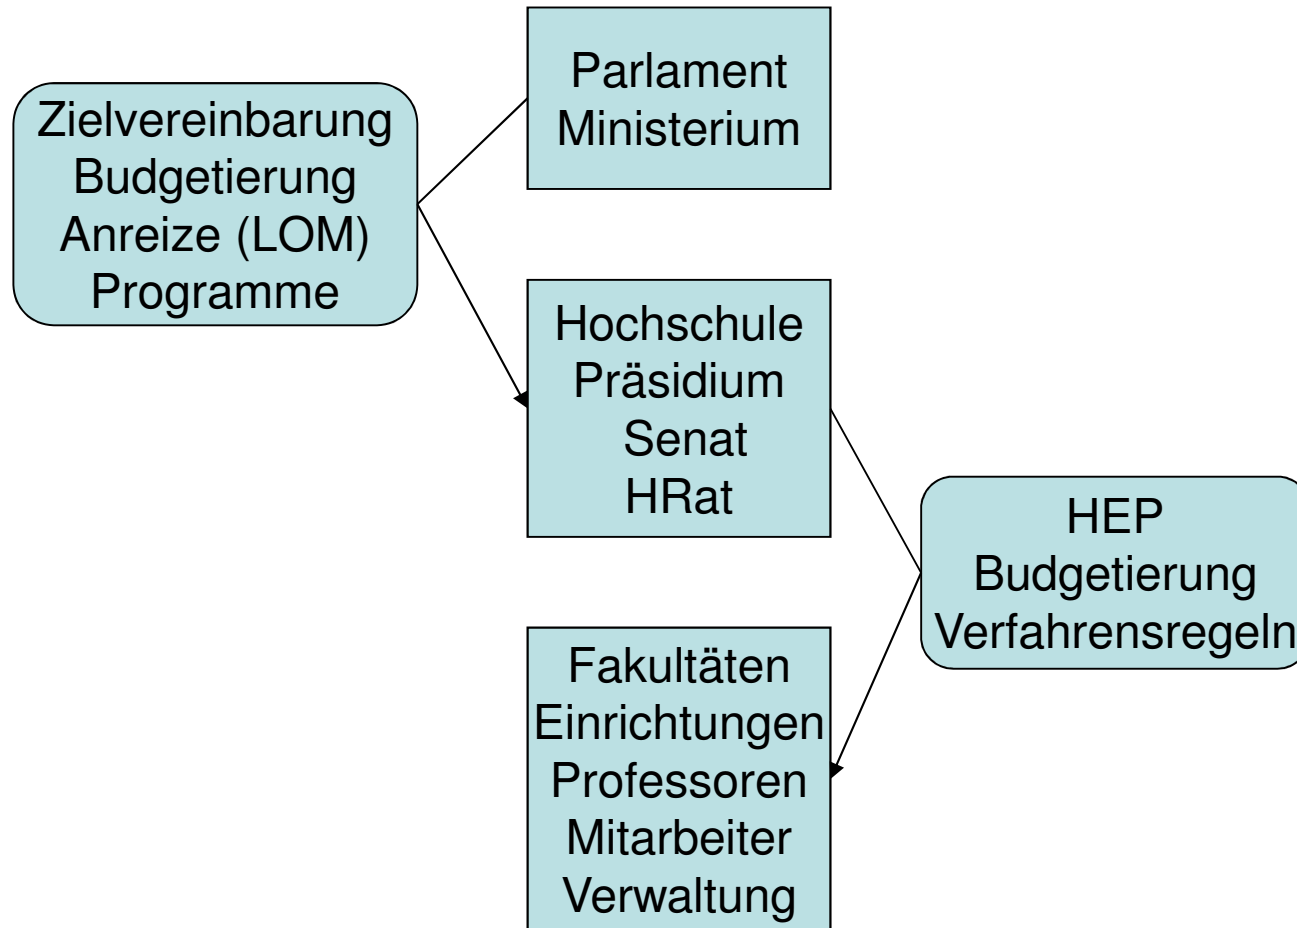 Parlament
Ministerium
Zielvereinbarung
Budgetierung
Anreize (LOM)
Programme
Hochschule
Präsidium
Senat
HRat
HEP
Budgetierung
Verfahrensregeln
Fakultäten
Einrichtungen
Professoren
Mitarbeiter
Verwaltung